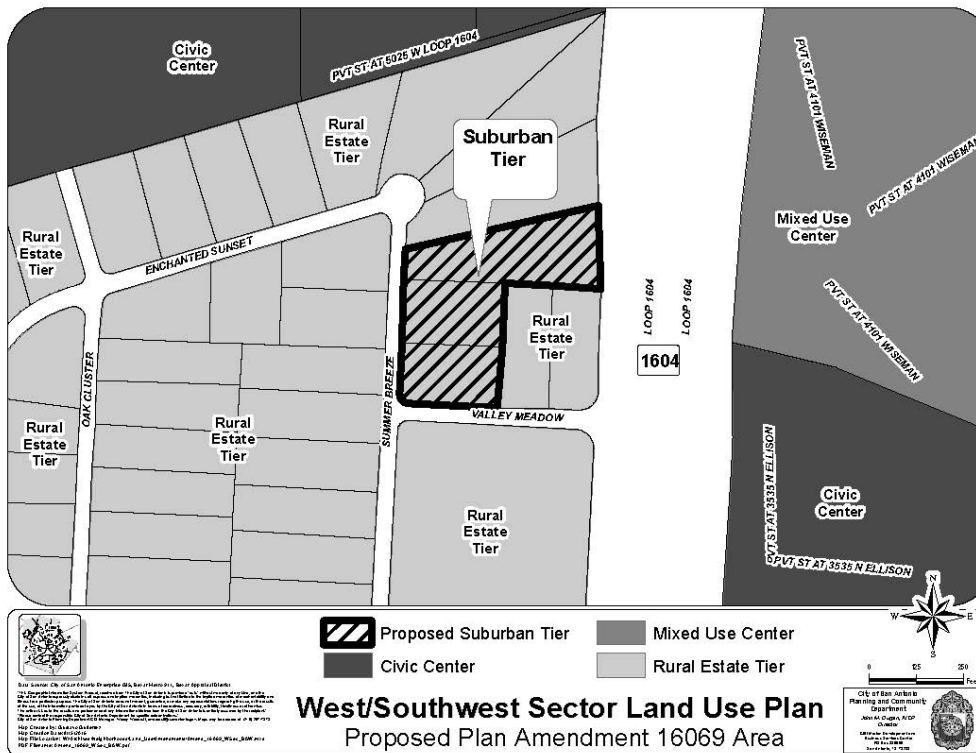 Civic
Center
PVT ST AT 5025 W LOOP 1604
Rural
Estate
Tier
Suburban
Tier
PVT ST AT 4101 WISEMAN
PVT ST AT 4101 WISEMAN
Mixed Use
Center
PVT ST AT 4101 WISEMAN
Rural
Estate
Tier
ENCHANTED SUNSET
LOOP 1604
LOOP 1604
Rural
Estate
Tier
1604
OAK CLUSTER
SUMMER BREEZE
VALLEY MEADOW
Rural
Estate
Tier
Rural
Estate
Tier
Rural
Estate
Tier
PVT ST AT 3535 N ELLISON
Civic
Center
PVT ST AT 3535 N ELLISON
N
W
E
S
Proposed Suburban Tier
Mixed Use Center
Civic Center
Rural Estate Tier
0 125 250
Feet
West/Southwest Sector Land Use Plan
Proposed Plan Amendment 16069 Area
City of San Antonio
Planning and Community
Department